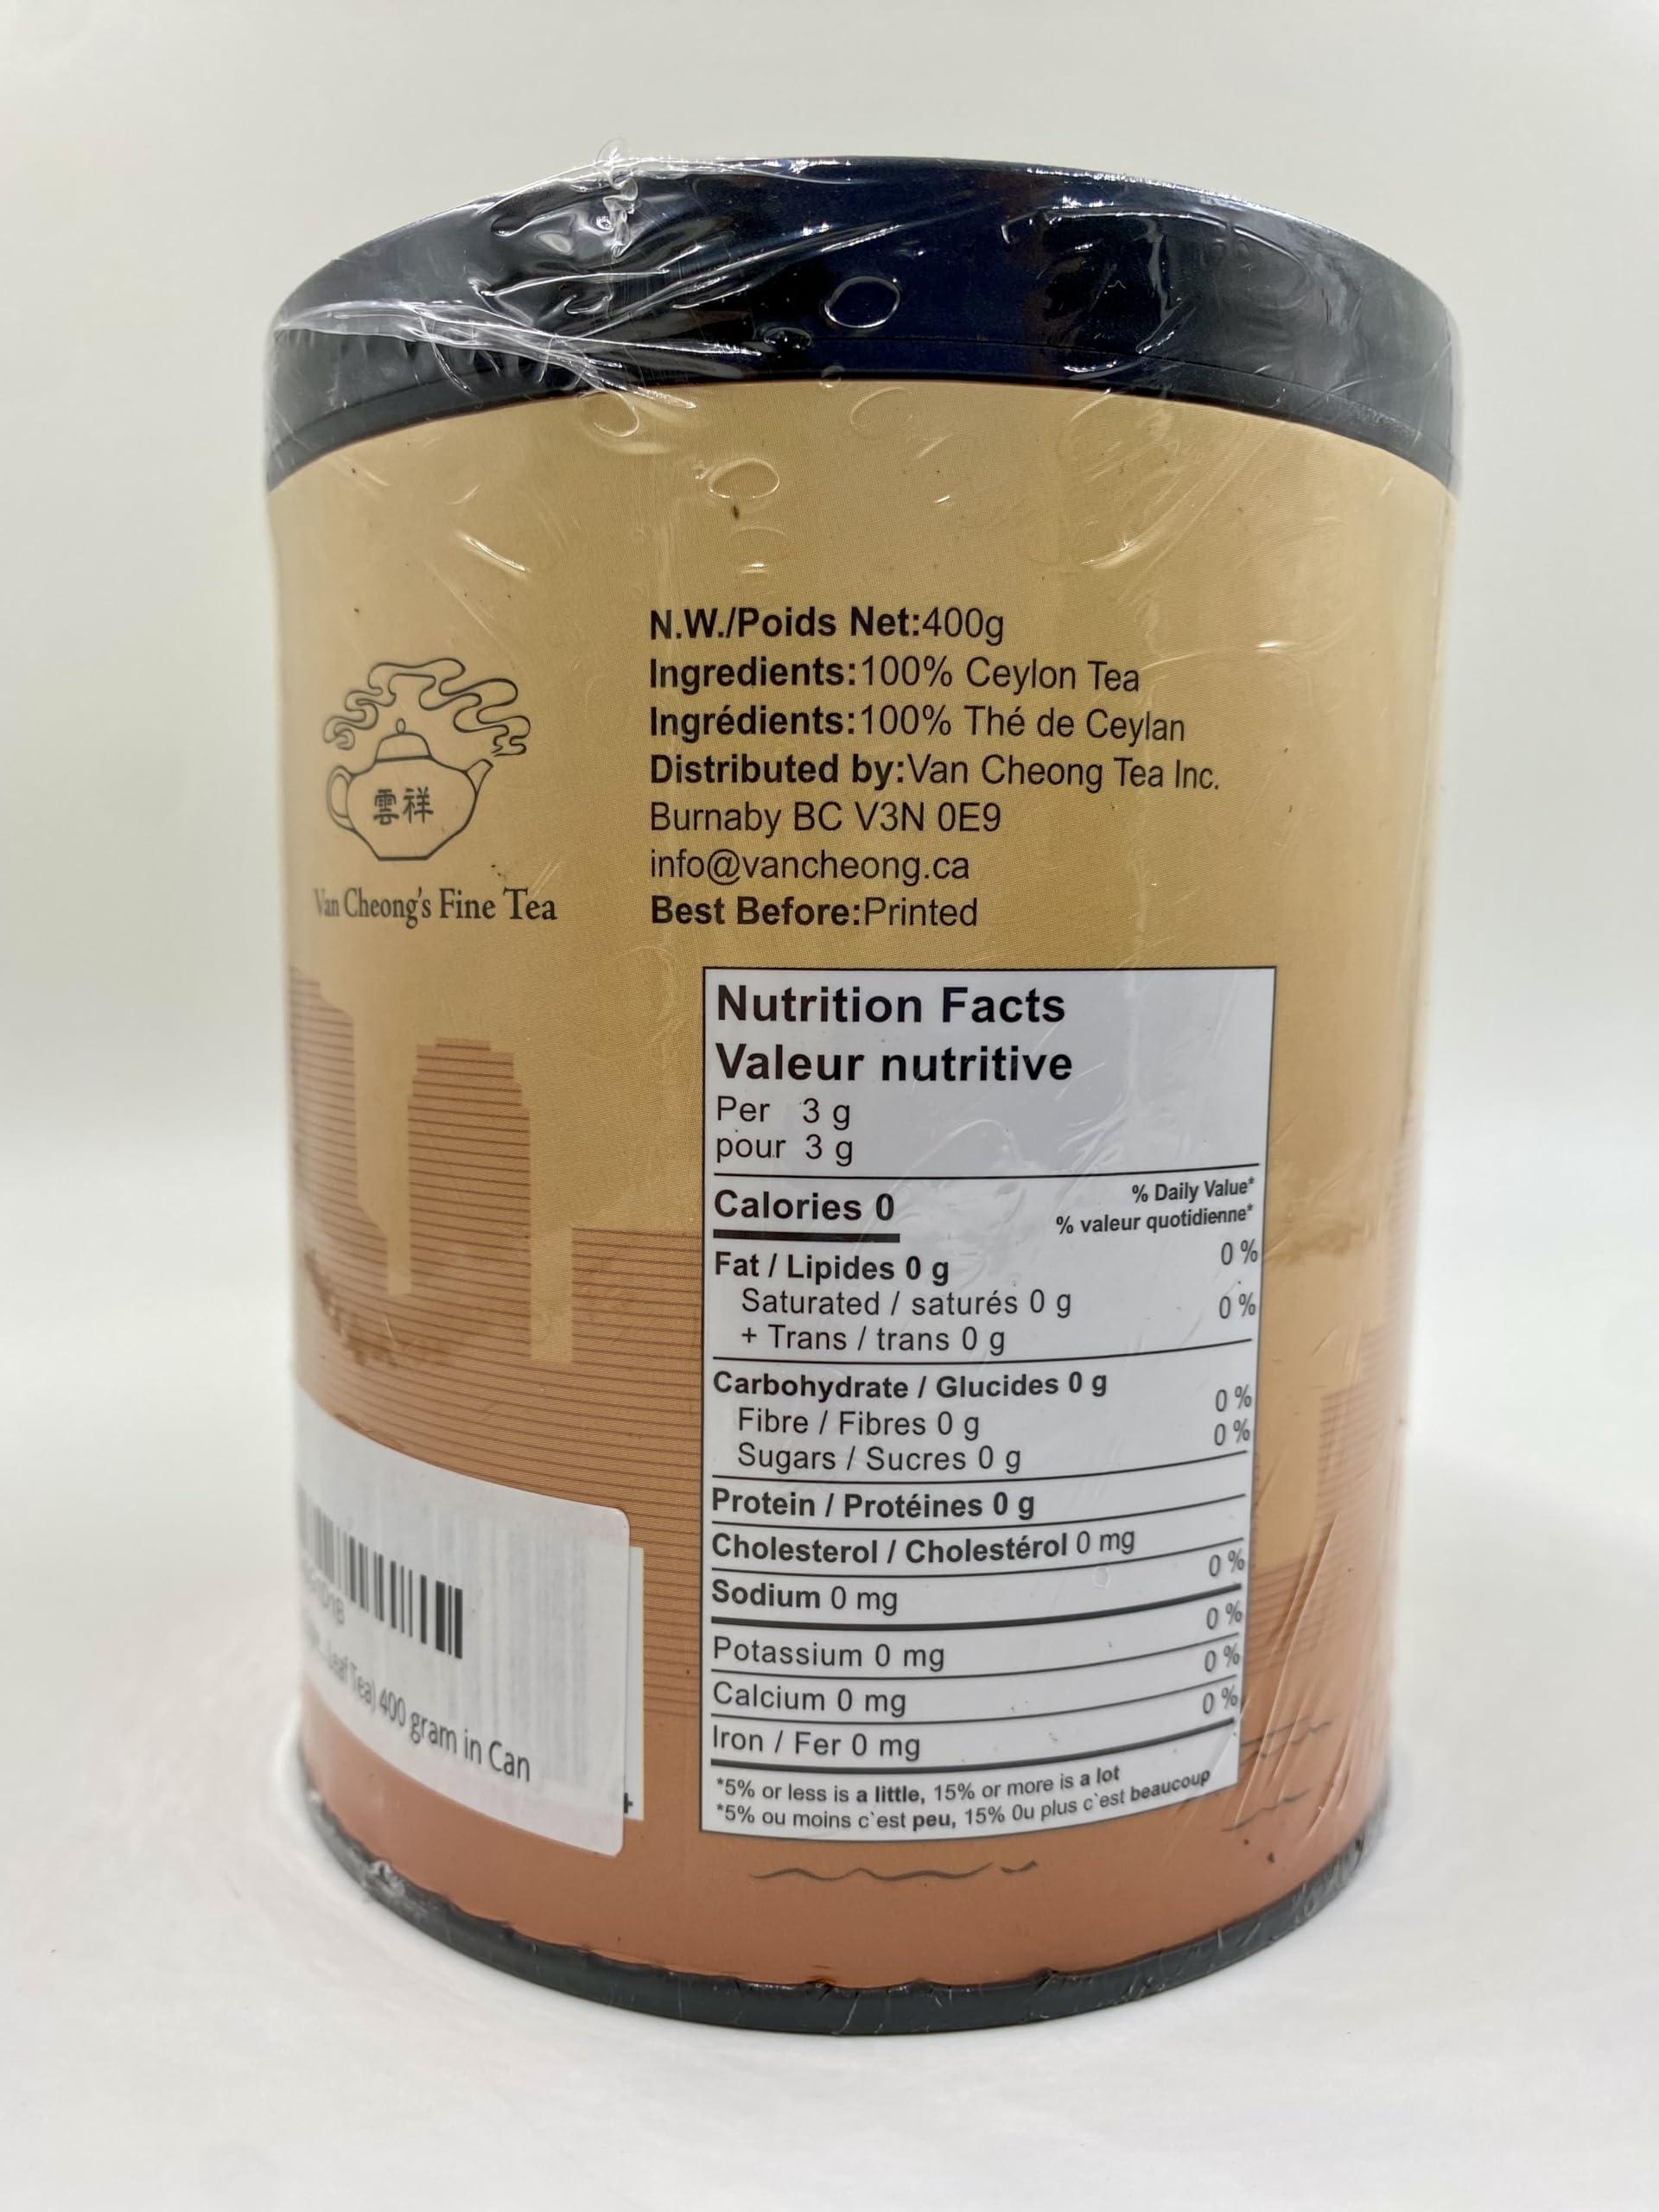 雲祥
Van Cheong's Fine Tea
N.W./Poids Net:400g
Ingredients:100% Ceylon Tea
Ingrédients:100% Thé de Ceylan
Distributed by:Van Cheong Tea Inc.
Burnaby BC V3N 0E9
info@vancheong.ca
Best Before:Printed
Nutrition Facts
Valeur nutritive
Per 3 g
pour 3 g
Calories 0
% Daily Value*
% valeur quotidienne*
Fat / Lipides 0 g 0 %
Saturated / saturés 0 g 0 %
+ Trans / trans 0 g
Carbohydrate / Glucides 0 g 0 %
Fibre / Fibres 0 g 0 %
Sugars / Sucres 0 g
Protein / Protéines 0 g
Cholesterol / Cholestérol 0 mg
Sodium 0 mg 0 %
Potassium 0 mg 0 %
Calcium 0 mg 0 %
Iron / Fer 0 mg 0 %
*5% or less is a little, 15% or more is a lot
*5% ou moins c`est peu, 15% 0u plus c`est beaucoup
Leaf Tea) 400 gram in Can